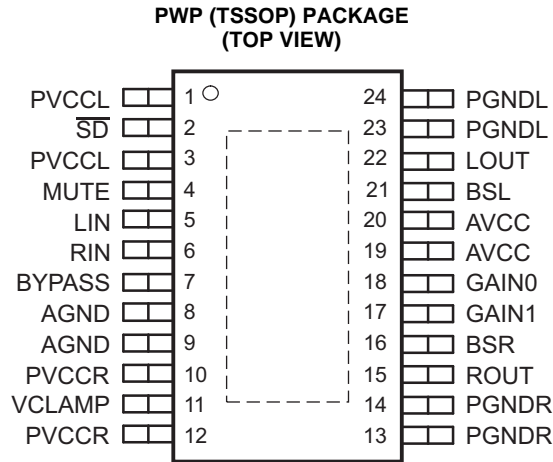 PWP (TSSOP) PACKAGE
(TOP VIEW)
PVCCL 1 24 PGNDL
SD 2 23 PGNDL
PVCCL 3 22 LOUT
MUTE 4 21 BSL
LIN 5 20 AVCC
RIN 6 19 AVCC
BYPASS 7 18 GAIN0
AGND 8 17 GAIN1
AGND 9 16 BSR
PVCCR 10 15 ROUT
VCLAMP 11 14 PGNDR
PVCCR 12 13 PGNDR